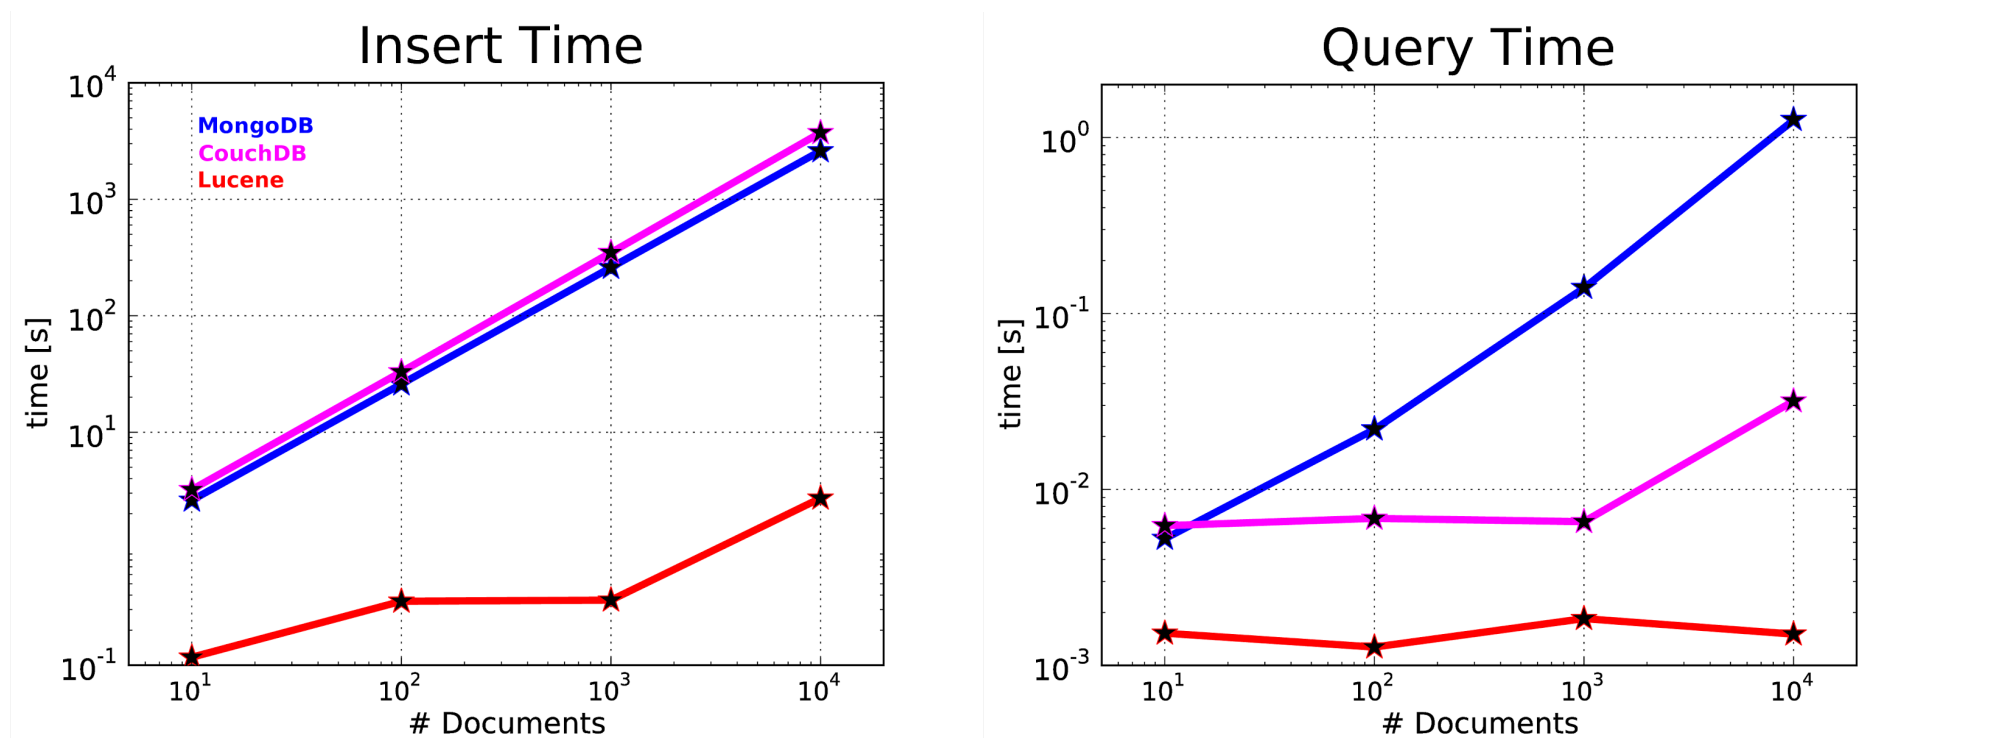 Insert Time
10^4
10^3
10^2
10^1
10^-1
time [s]
MongoDB
CouchDB
Lucene
10^1 10^2 10^3 10^4
# Documents
Query Time
10^0
10^-1
10^-2
10^-3
time [s]
10^1 10^2 10^3 10^4
# Documents